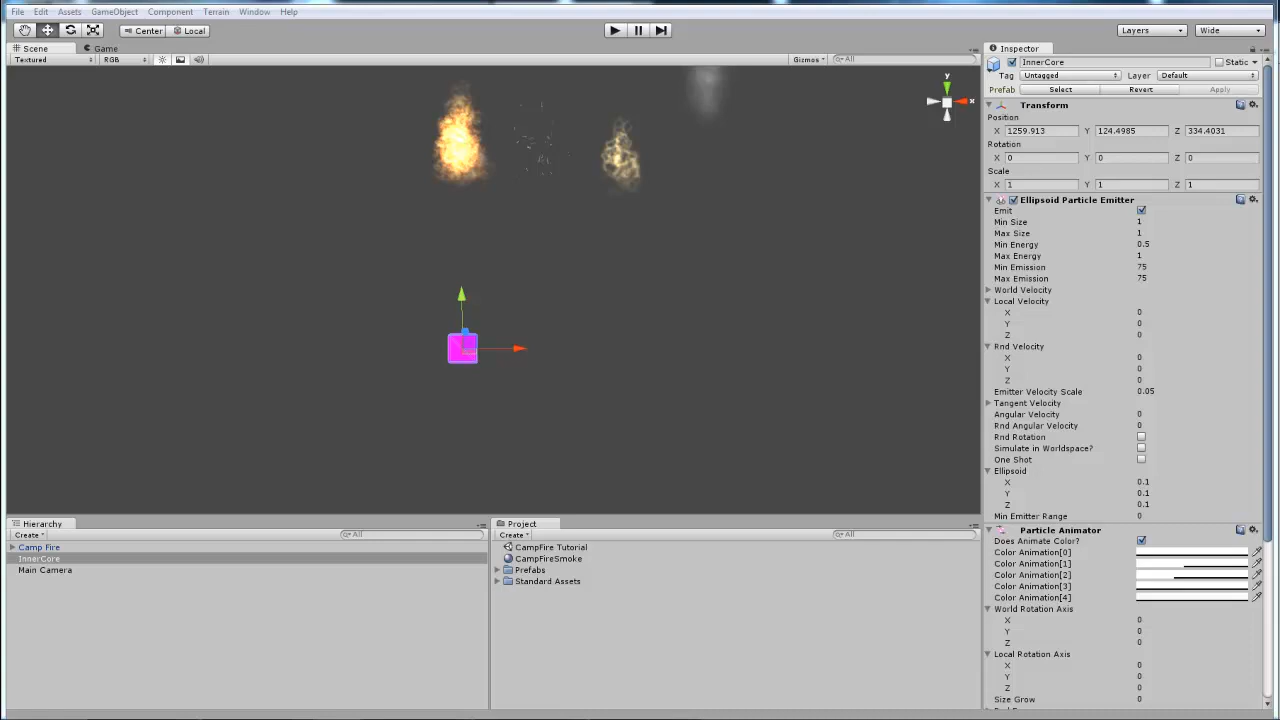 File Edit Assets GameObject Component Terrain Window Help
Center Local Layers Wide
Scene Game
Textured RGB Gizmos All
y
x
Inspector
InnerCore Static
Tag Untagged Layer Default
Prefab Select Revert Apply
Transform
Position
X 1259.913 Y 124.4985 Z 334.4031
Rotation
X 0 Y 0 Z 0
Scale
X 1 Y 1 Z 1
Ellipsoid Particle Emitter
Emit
Min Size 1
Max Size 1
Min Energy 0.5
Max Energy 1
Min Emission 75
Max Emission 75
World Velocity
Local Velocity
X 0
Y 0
Z 0
Rnd Velocity
X 0
Y 0
Z 0
Emitter Velocity Scale 0.05
Tangent Velocity
Angular Velocity 0
Rnd Angular Velocity 0
Rnd Rotation
Simulate in Worldspace?
One Shot
Ellipsoid
X 0.1
Y 0.1
Z 0.1
Min Emitter Range 0
Particle Animator
Does Animate Color?
Color Animation[0]
Color Animation[1]
Color Animation[2]
Color Animation[3]
Color Animation[4]
World Rotation Axis
X 0
Y 0
Z 0
Local Rotation Axis
X 0
Y 0
Z 0
Size Grow 0
Hierarchy
Create All
Camp Fire
InnerCore
Main Camera
Project
Create All
CampFire Tutorial
CampFireSmoke
Prefabs
Standard Assets